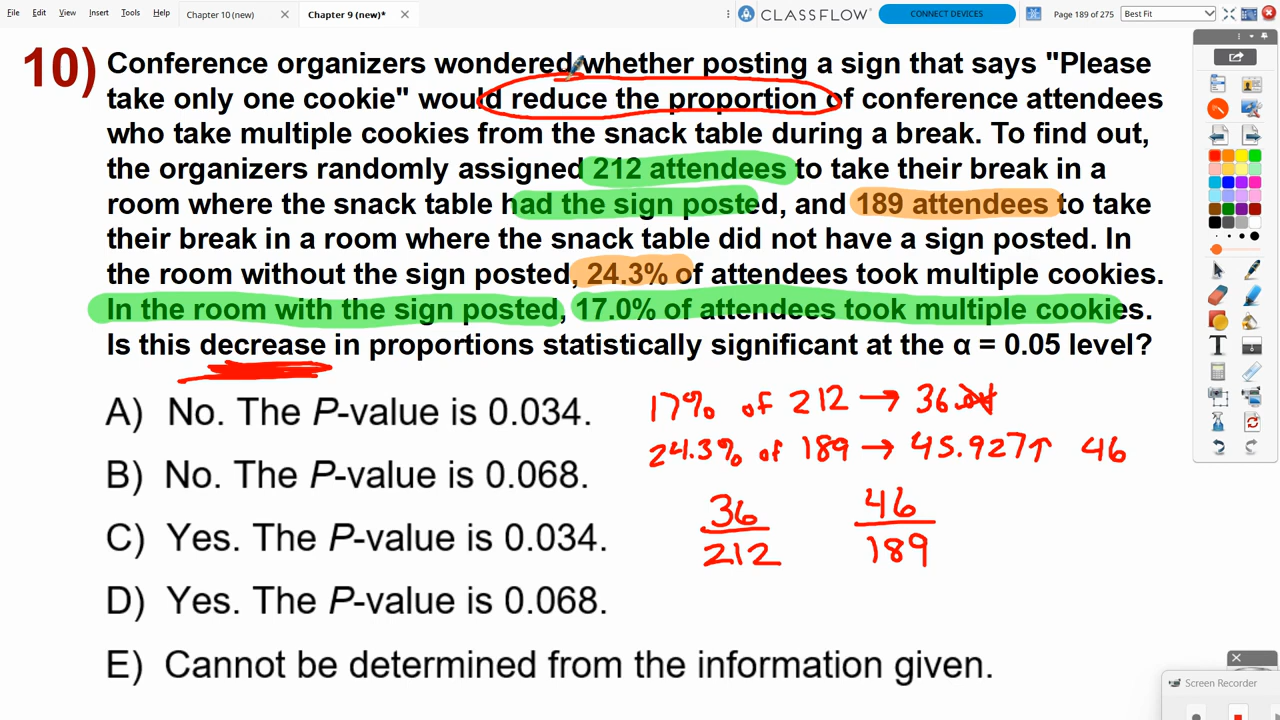 File Edit View Insert Tools Help
Chapter 10 (new) Chapter 9 (new)*
CLASSFLOW CONNECT DEVICES Page 189 of 275 Best Fit
10) Conference organizers wondered whether posting a sign that says "Please
take only one cookie" would reduce the proportion of conference attendees
who take multiple cookies from the snack table during a break. To find out,
the organizers randomly assigned 212 attendees to take their break in a
room where the snack table had the sign posted, and 189 attendees to take
their break in a room where the snack table did not have a sign posted. In
the room without the sign posted, 24.3% of attendees took multiple cookies.
In the room with the sign posted, 17.0% of attendees took multiple cookies.
Is this decrease in proportions statistically significant at the α = 0.05 level?
A) No. The P-value is 0.034.
B) No. The P-value is 0.068.
C) Yes. The P-value is 0.034.
D) Yes. The P-value is 0.068.
E) Cannot be determined from the information given.
17% of 212 → 36
24.3% of 189 → 45.927↑ 46
36 46
212 189
Screen Recorder